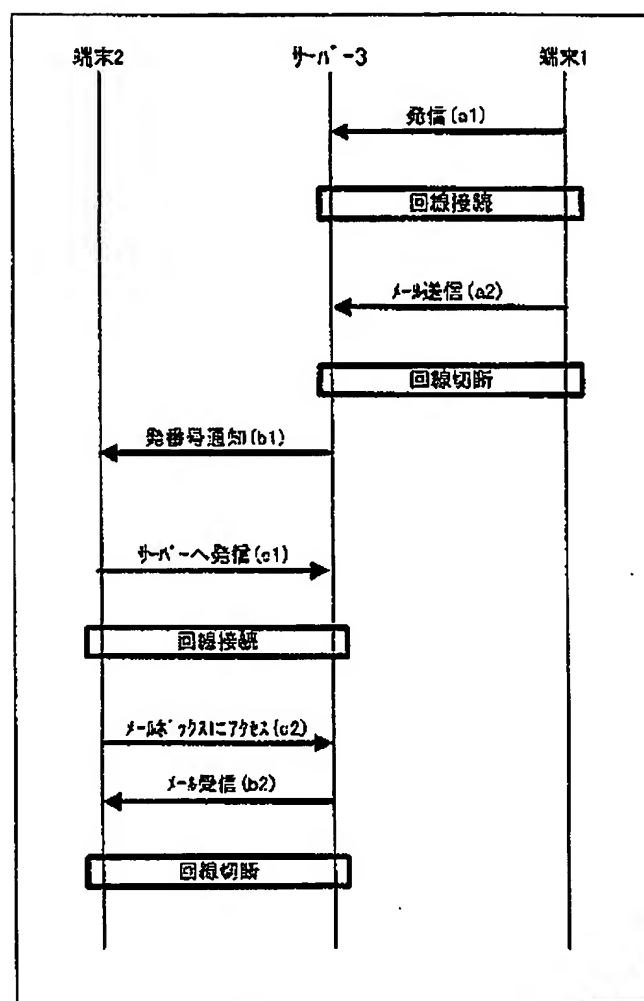 端末2
サーバー3
端末1
発信(a1)
回線接続
メール送信(a2)
回線切断
発番号通知(b1)
サーバーへ発信(c1)
回線接続
メールボックスにアクセス(c2)
メール受信(b2)
回線切断